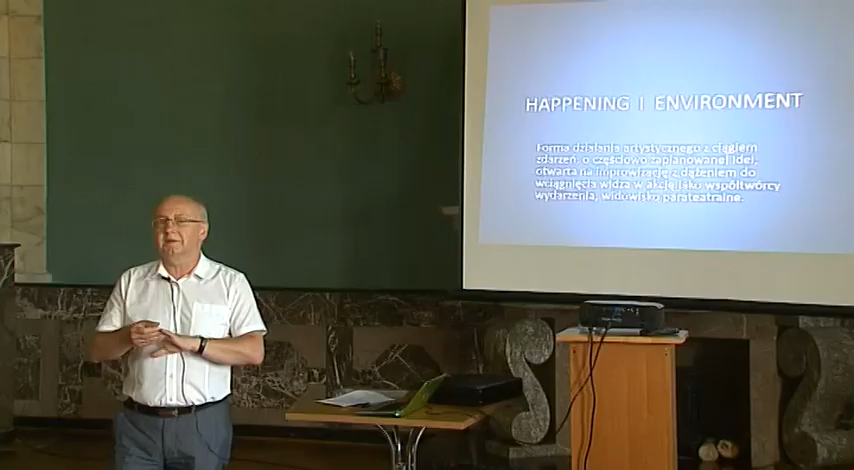 HAPPENING I ENVIRONMENT
Forma działania artystycznego z ciągiem
zdarzeń, o częściowo zaplanowanej idei,
otwarta na improwizację z dążeniem do
wciągnięcia widza w akcję jako współtwórcy
wydarzenia, widowisko parateatralne.